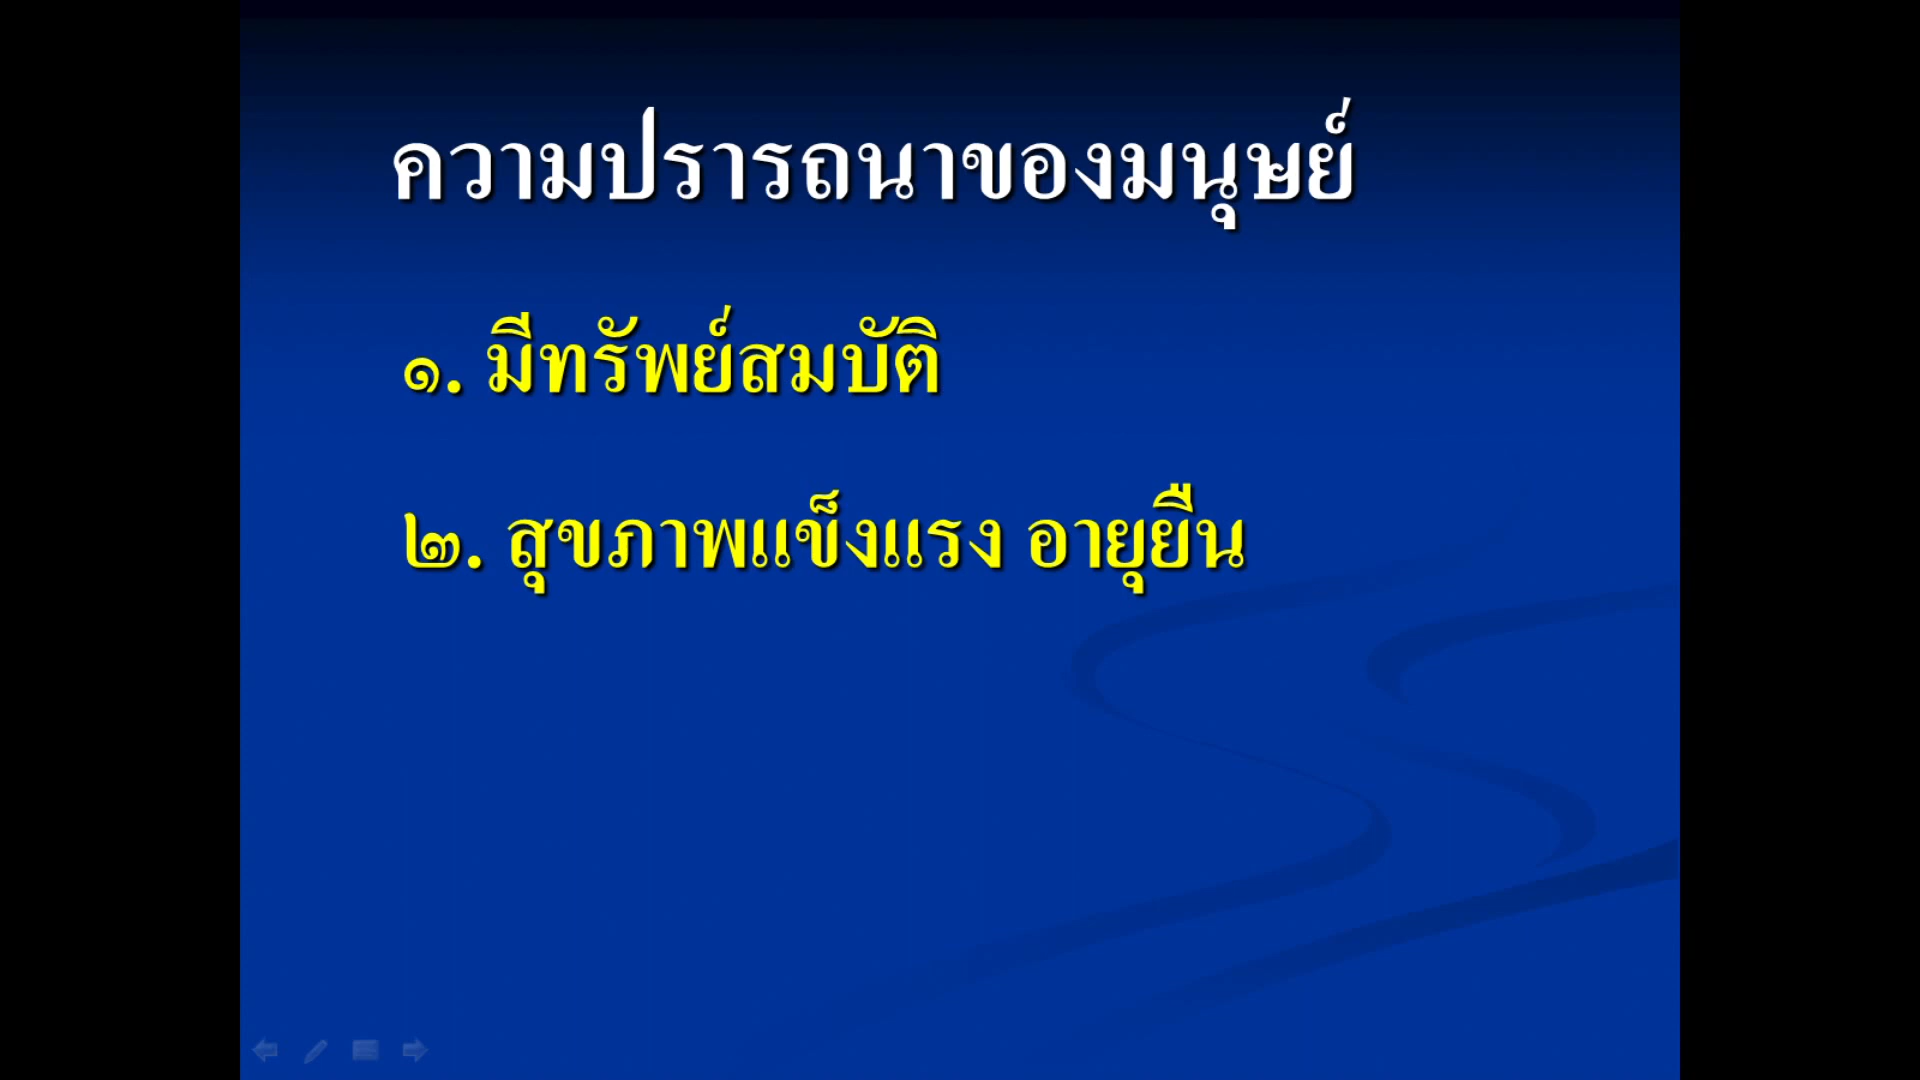 ความปรารถนาของมนุษย์
๑. มีทรัพย์สมบัติ
๒. สุขภาพแข็งแรง อายุยืน